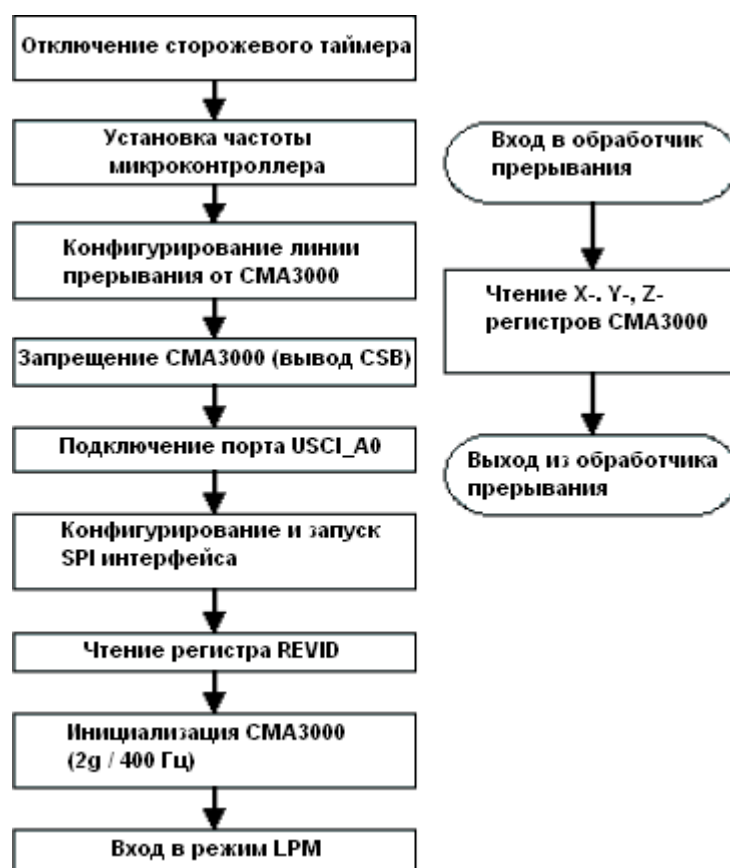 Отключение сторожевого таймера
Установка частоты
микроконтроллера
Конфигурирование линии
прерывания от CMA3000
Запрещение CMA3000 (вывод CSB)
Подключение порта USCI_A0
Конфигурирование и запуск
SPI интерфейса
Чтение регистра REVID
Инициализация CMA3000
(2g / 400 Гц)
Вход в режим LPM
Вход в обработчик
прерывания
Чтение X-. Y-, Z-
регистров CMA3000
Выход из обработчика
прерывания